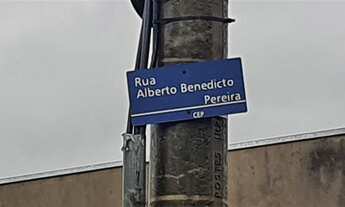 Rua
Alberto Benedicto
Pereira
CEP